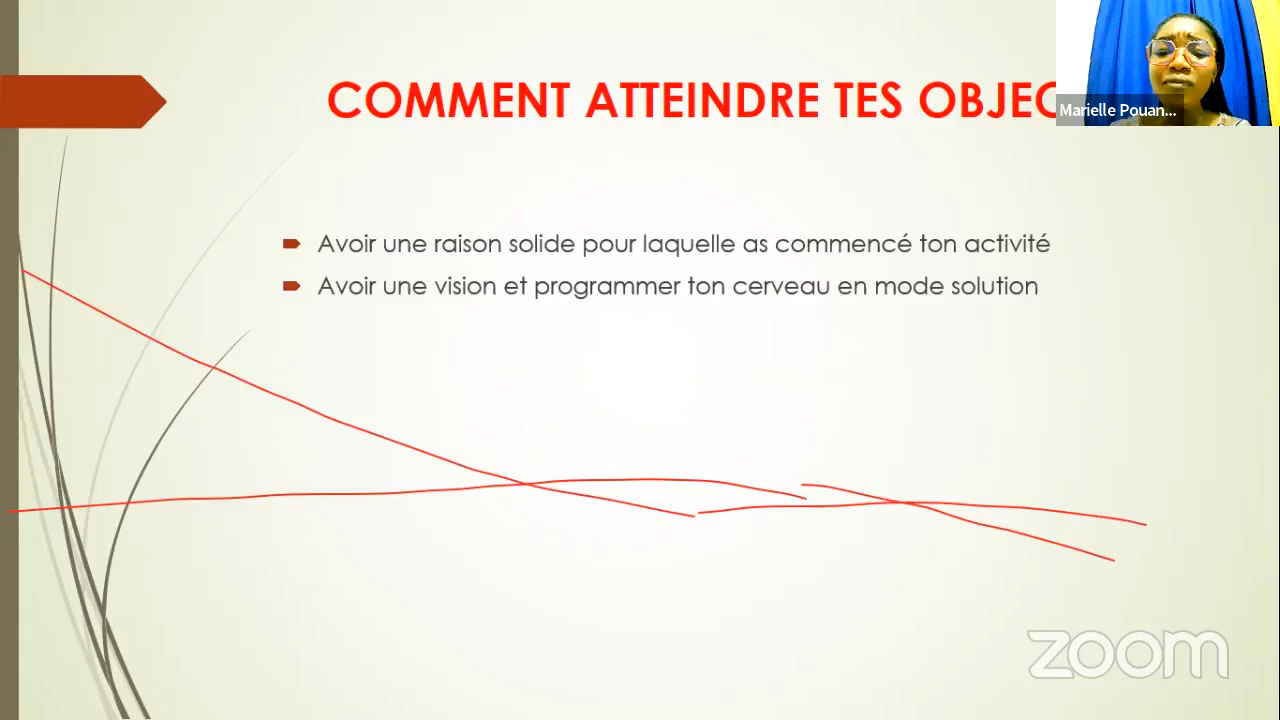 COMMENT ATTEINDRE TES OBJEC
Marielle Pouan...
Avoir une raison solide pour laquelle as commencé ton activité
Avoir une vision et programmer ton cerveau en mode solution
zoom